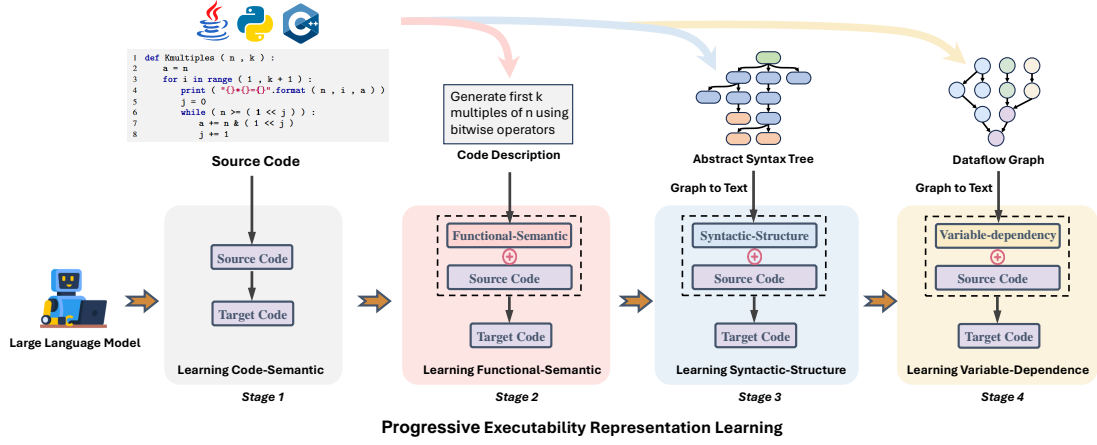 C++
1 def Kmultiples ( n , k ) :
2 a = n
3 for i in range ( 1 , k + 1 ) :
4 print ( "{}*{}={}".format ( n , i , a ) )
5 j = 0
6 while ( n >= ( 1 << j ) ) :
7 a += n & ( 1 << j )
8 j += 1
Source Code
Generate first k
multiples of n using
bitwise operators
Code Description
Abstract Syntax Tree
Dataflow Graph
Graph to Text
Graph to Text
Large Language Model
Source Code
Target Code
Learning Code-Semantic
Stage 1
Functional-Semantic
+
Source Code
Target Code
Learning Functional-Semantic
Stage 2
Syntactic-Structure
+
Source Code
Target Code
Learning Syntactic-Structure
Stage 3
Variable-dependency
+
Source Code
Target Code
Learning Variable-Dependence
Stage 4
Progressive Executability Representation Learning